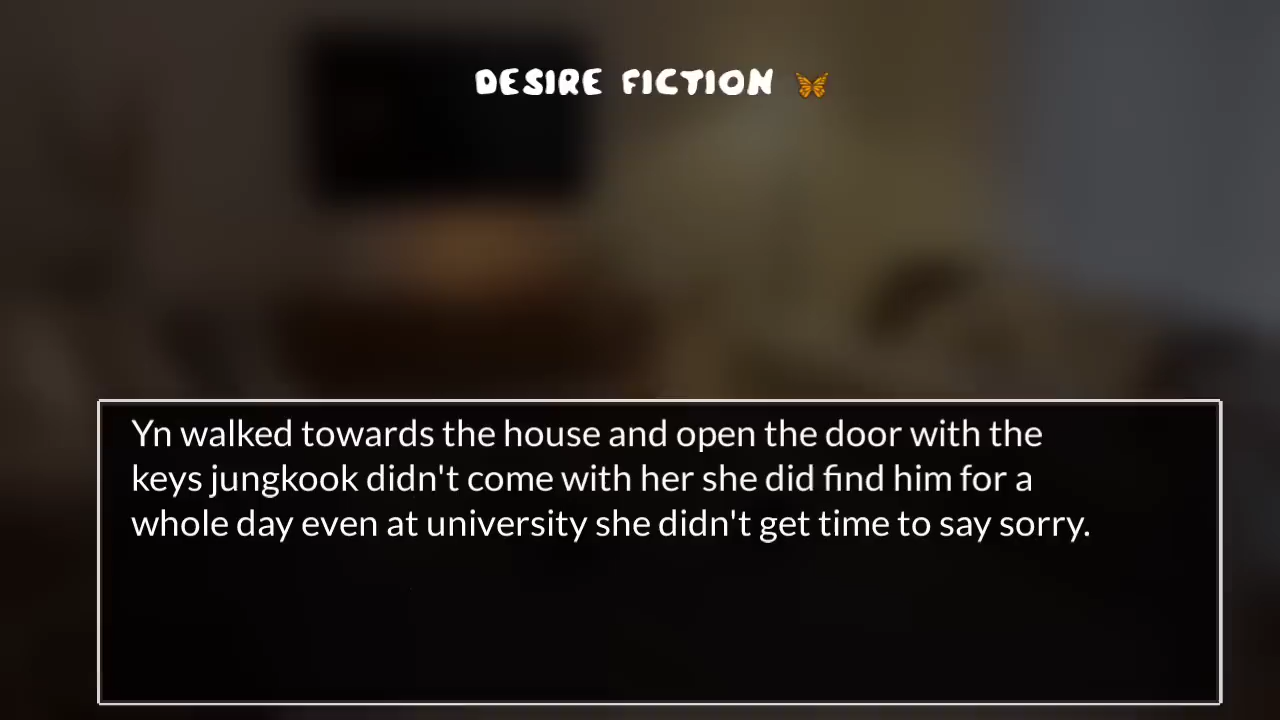 DESIRE FICTION 🦋
Yn walked towards the house and open the door with the
keys jungkook didn't come with her she did find him for a
whole day even at university she didn't get time to say sorry.